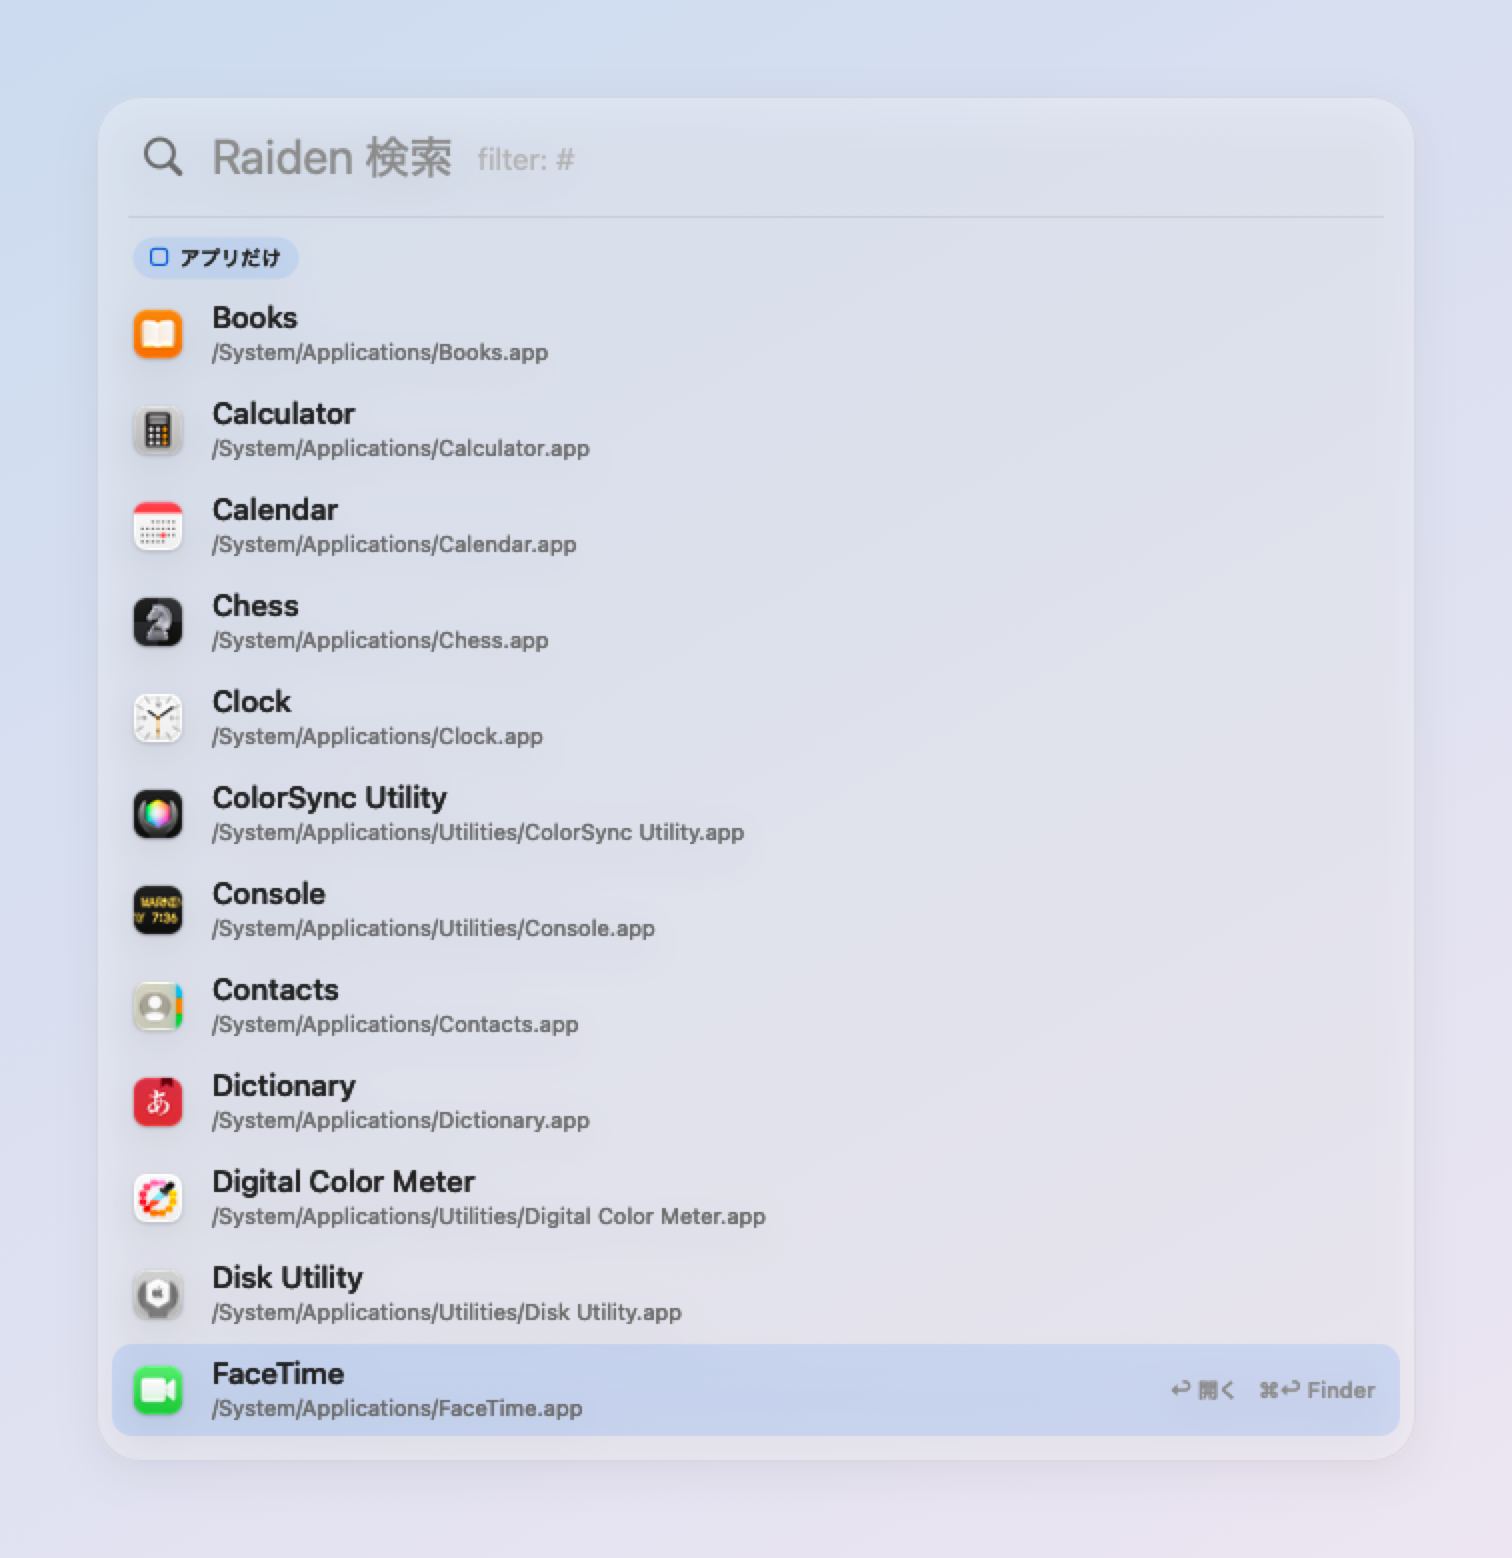 Raiden 検索 filter: #
アプリだけ
Books
/System/Applications/Books.app
Calculator
/System/Applications/Calculator.app
Calendar
/System/Applications/Calendar.app
Chess
/System/Applications/Chess.app
Clock
/System/Applications/Clock.app
ColorSync Utility
/System/Applications/Utilities/ColorSync Utility.app
WARNIN
Y 7:36
Console
/System/Applications/Utilities/Console.app
Contacts
/System/Applications/Contacts.app
あ
Dictionary
/System/Applications/Dictionary.app
Digital Color Meter
/System/Applications/Utilities/Digital Color Meter.app
Disk Utility
/System/Applications/Utilities/Disk Utility.app
FaceTime
/System/Applications/FaceTime.app
↩ 開く ⌘↩ Finder